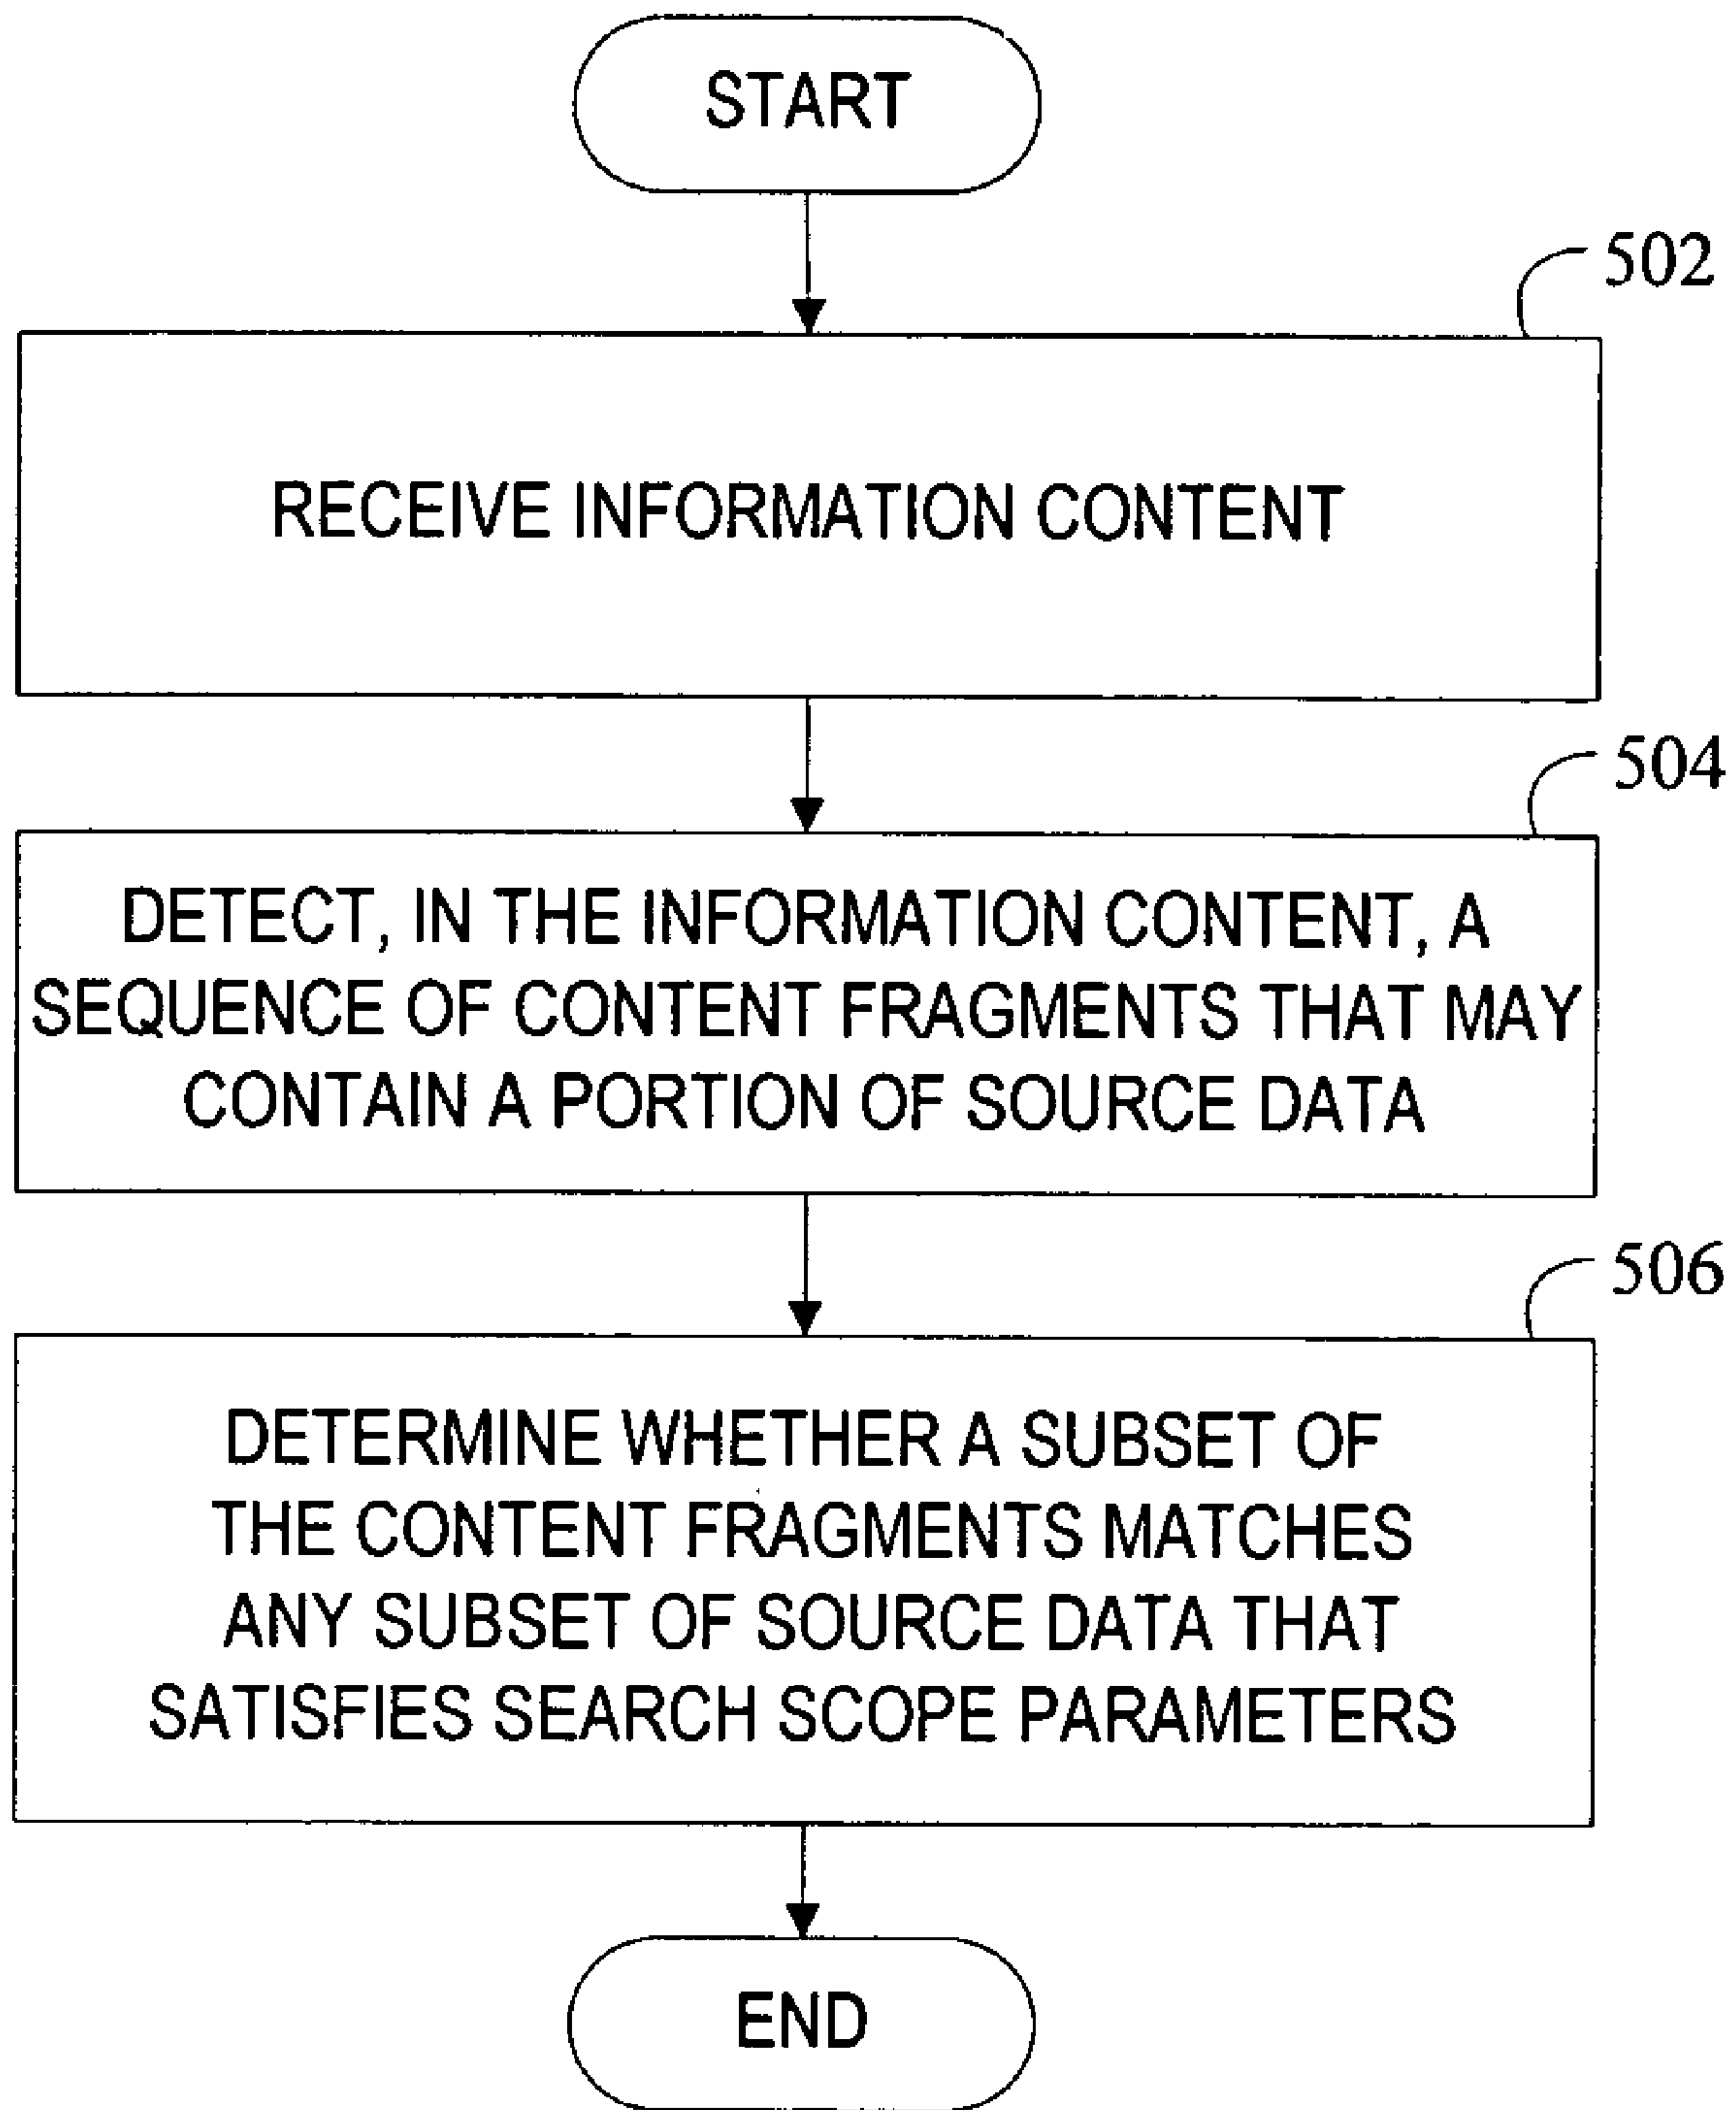 START
502
RECEIVE INFORMATION CONTENT
504
DETECT, IN THE INFORMATION CONTENT, A
SEQUENCE OF CONTENT FRAGMENTS THAT MAY
CONTAIN A PORTION OF SOURCE DATA
506
DETERMINE WHETHER A SUBSET OF
THE CONTENT FRAGMENTS MATCHES
ANY SUBSET OF SOURCE DATA THAT
SATISFIES SEARCH SCOPE PARAMETERS
END